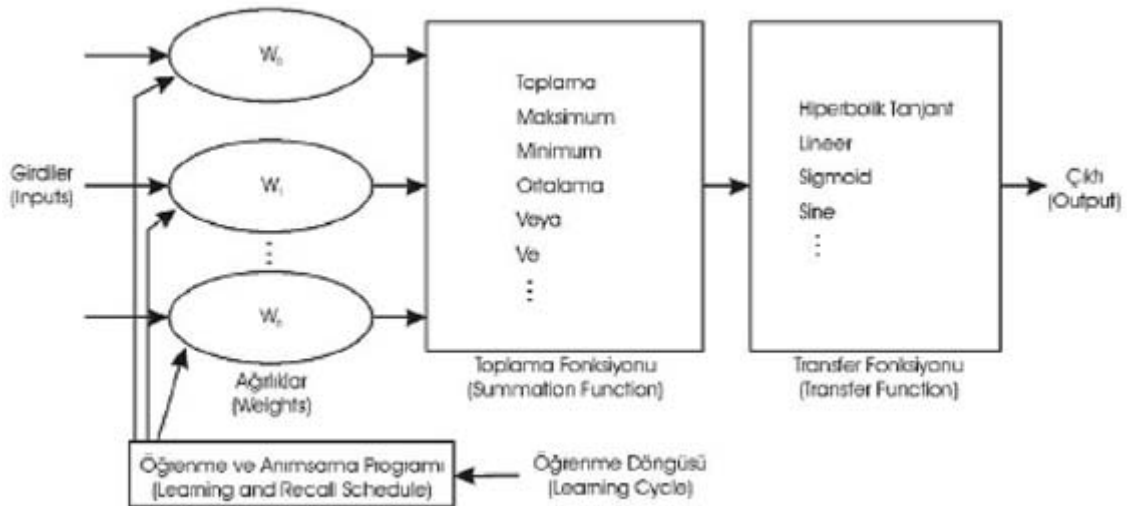 Girdiler
(Inputs)
W₀
W₁
Wₙ
Ağırlıklar
(Weights)
Toplama
Maksimum
Minimum
Ortalama
Veya
Ve
Toplama Fonksiyonu
(Summation Function)
Hiperbolik Tanjant
Lineer
Sigmoid
Sine
Transfer Fonksiyonu
(Transfer Function)
Çıktı
(Output)
Öğrenme ve Anımsama Programı
(Learning and Recall Schedule)
Öğrenme Döngüsü
(Learning Cycle)